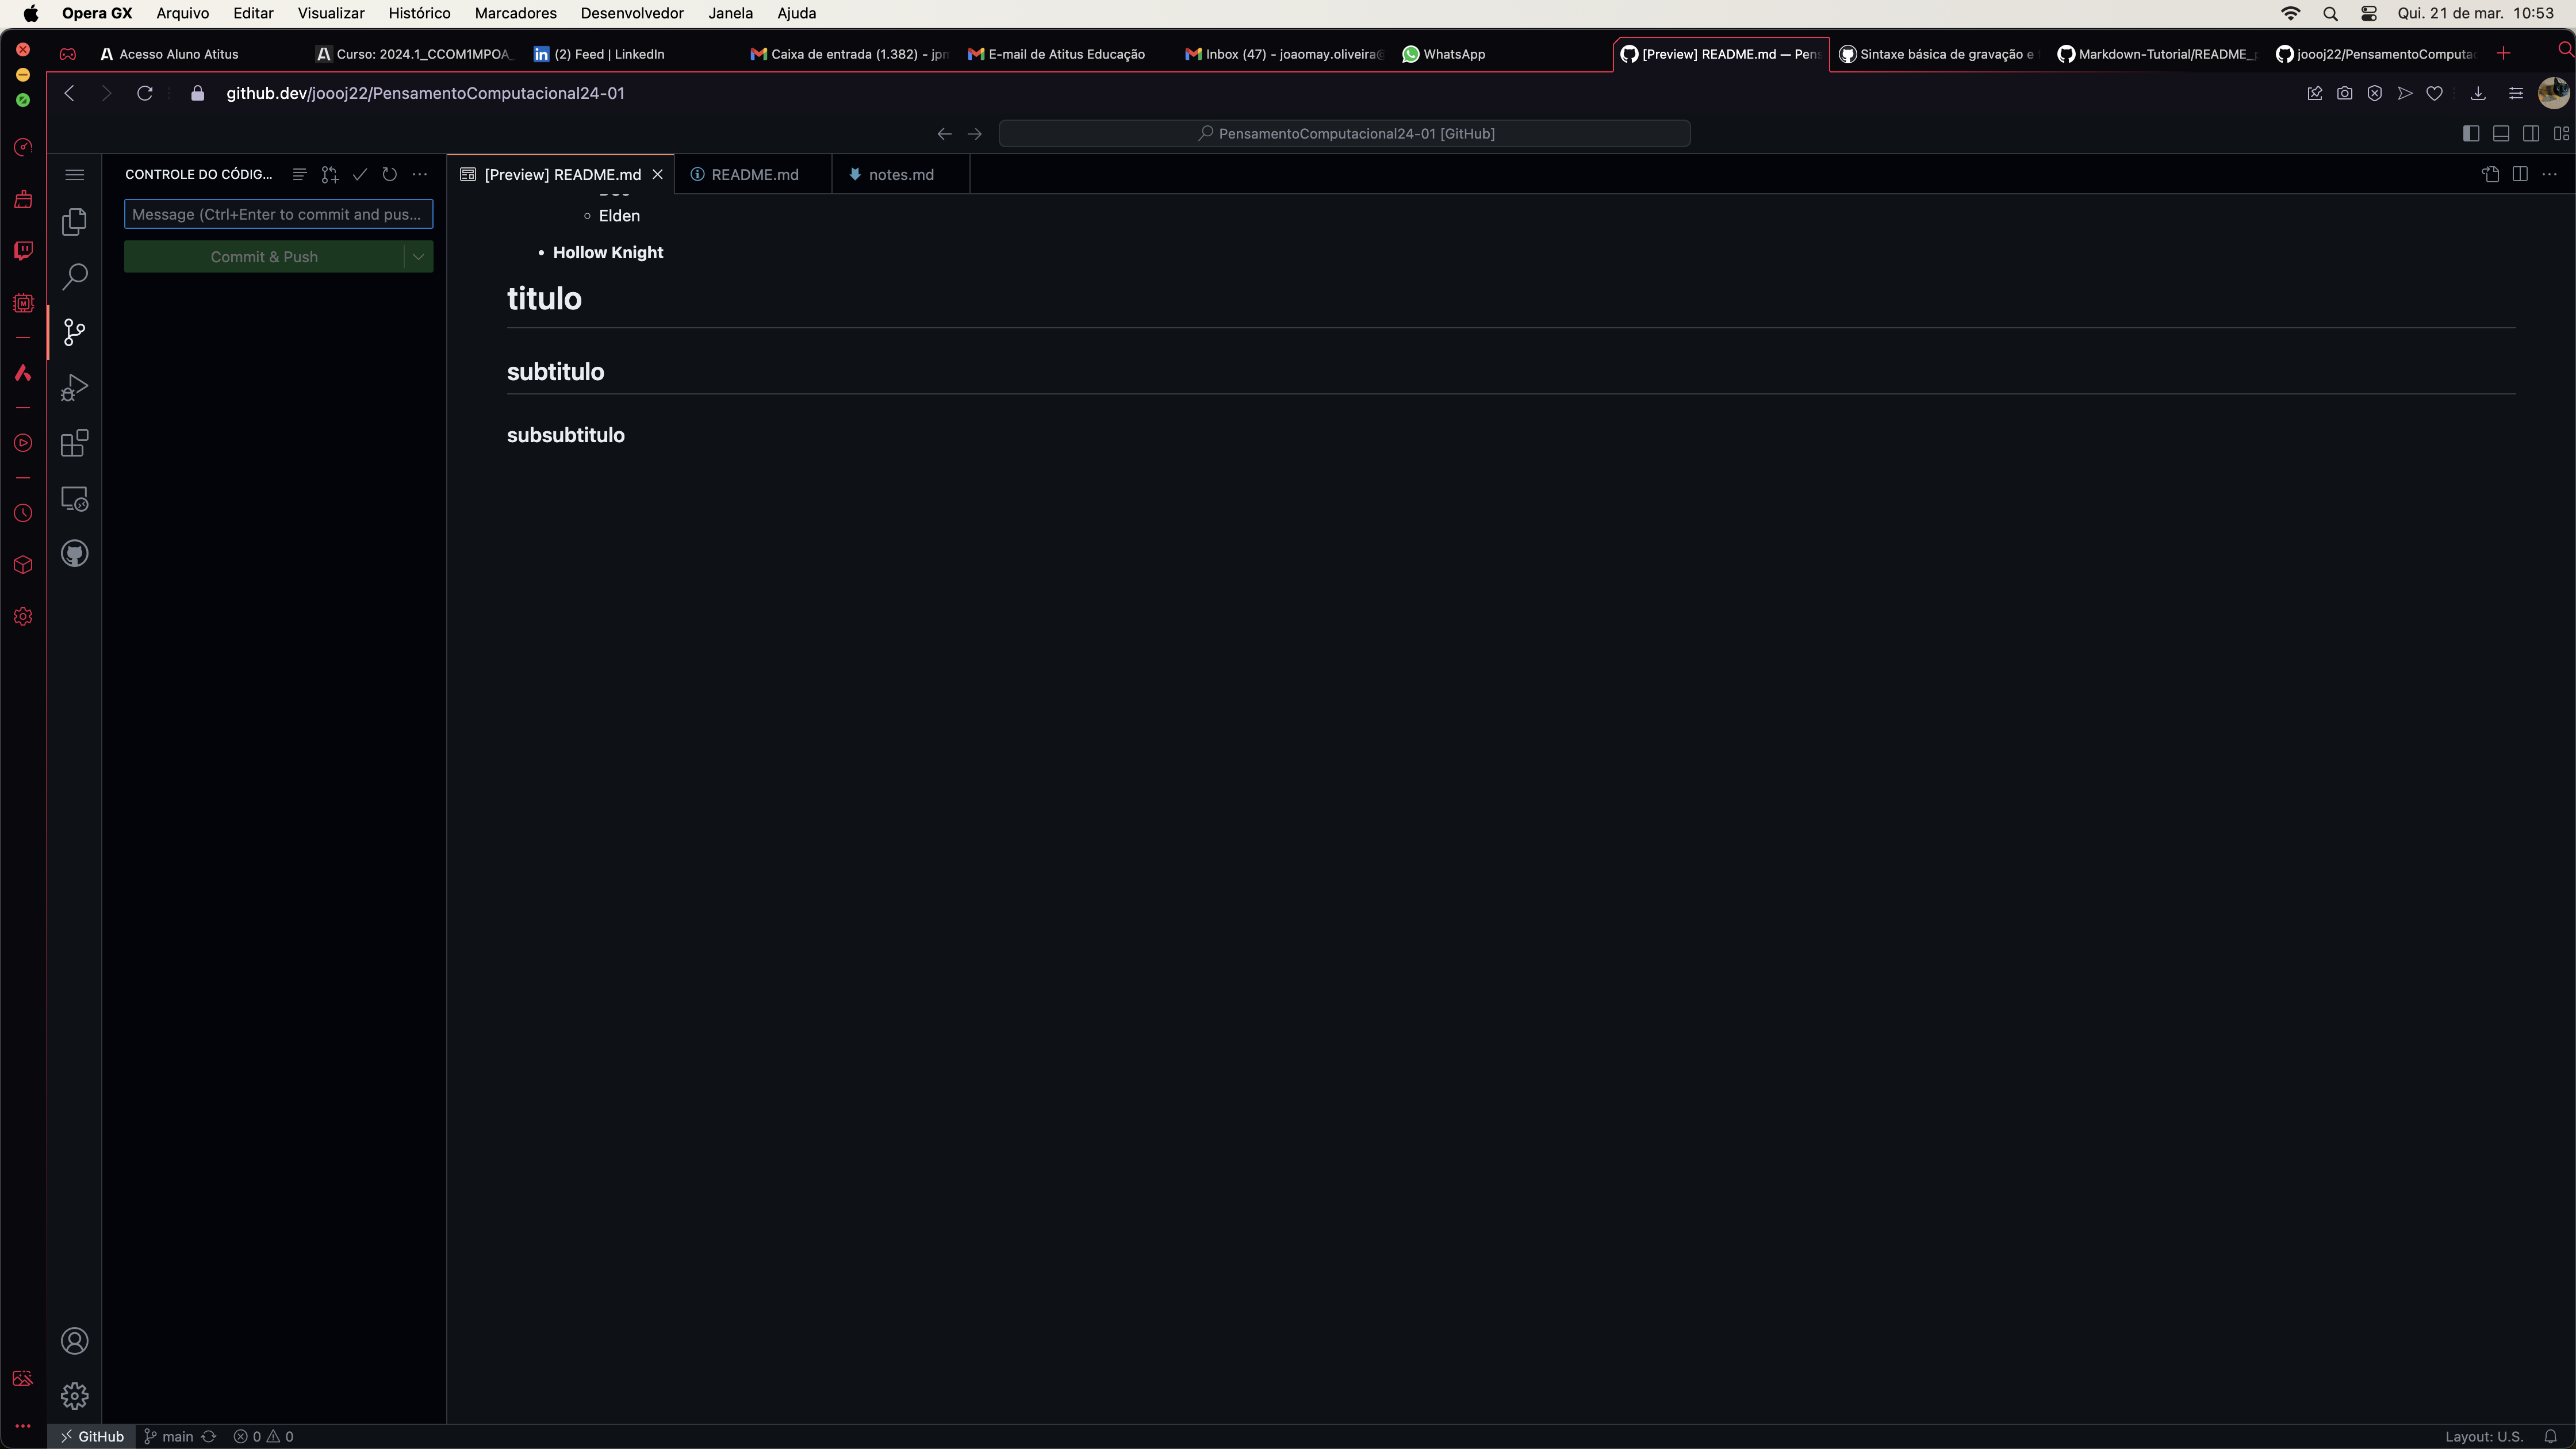 Opera GX Arquivo Editar Visualizar Histórico Marcadores Desenvolvedor Janela Ajuda Qui. 21 de mar. 10:53
Acesso Aluno Atitus Curso: 2024.1_CCOM1MPOA_ (2) Feed | LinkedIn Caixa de entrada (1.382) - jpn E-mail de Atitus Educação Inbox (47) - joaomay.oliveira@ WhatsApp [Preview] README.md — Pens Sintaxe básica de gravação e Markdown-Tutorial/README_p joooj22/PensamentoComputac
github.dev/joooj22/PensamentoComputacional24-01
PensamentoComputacional24-01 [GitHub]
CONTROLE DO CÓDIG... [Preview] README.md README.md notes.md
Message (Ctrl+Enter to commit and pus...
Commit & Push
Elden
Hollow Knight
titulo
subtitulo
subsubtitulo
GitHub main 0 0 Layout: U.S.